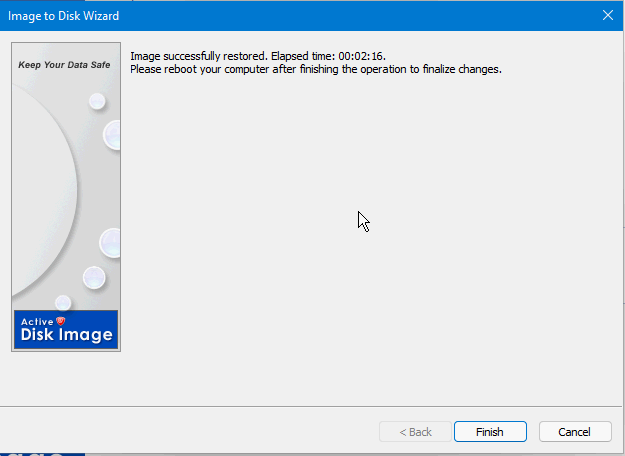 Image to Disk Wizard
Keep Your Data Safe
Image successfully restored. Elapsed time: 00:02:16.
Please reboot your computer after finishing the operation to finalize changes.
Active
Disk Image
< Back
Finish
Cancel